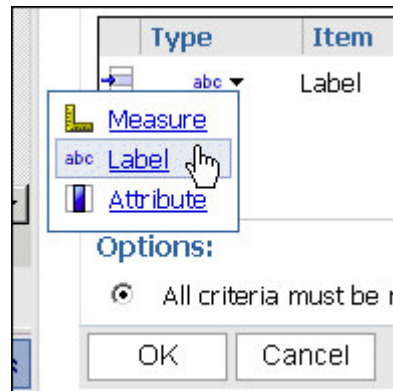 Type Item
abc Label
Measure
abc Label
Attribute
Options:
All criteria must be
OK Cancel